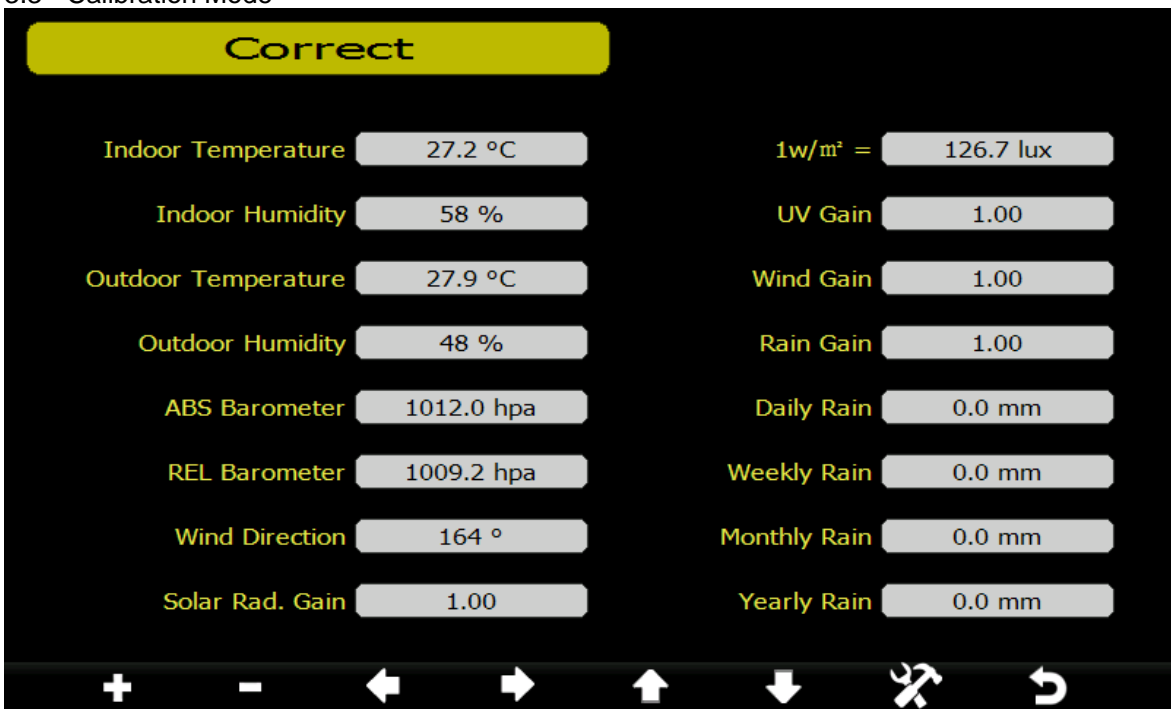 Correct
Indoor Temperature 27.2 °C
Indoor Humidity 58 %
Outdoor Temperature 27.9 °C
Outdoor Humidity 48 %
ABS Barometer 1012.0 hpa
REL Barometer 1009.2 hpa
Wind Direction 164 °
Solar Rad. Gain 1.00
1w/m² = 126.7 lux
UV Gain 1.00
Wind Gain 1.00
Rain Gain 1.00
Daily Rain 0.0 mm
Weekly Rain 0.0 mm
Monthly Rain 0.0 mm
Yearly Rain 0.0 mm